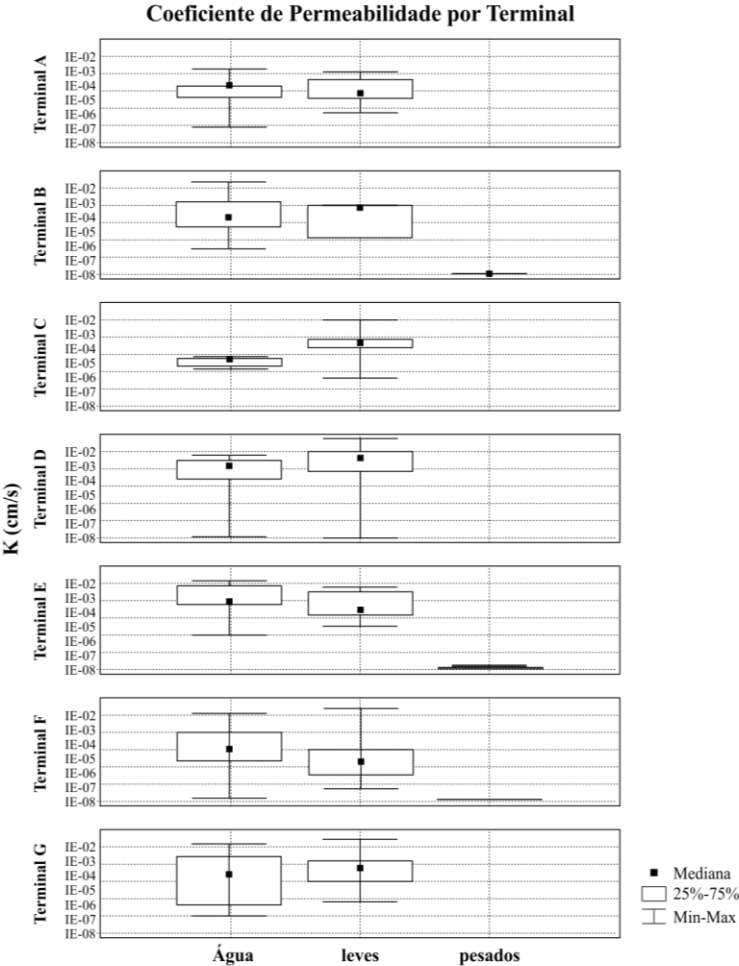 Coeficiente de Permeabilidade por Terminal
K (cm/s)
Terminal A
IE-02
IE-03
IE-04
IE-05
IE-06
IE-07
IE-08
Terminal B
IE-02
IE-03
IE-04
IE-05
IE-06
IE-07
IE-08
Terminal C
IE-02
IE-03
IE-04
IE-05
IE-06
IE-07
IE-08
Terminal D
IE-02
IE-03
IE-04
IE-05
IE-06
IE-07
IE-08
Terminal E
IE-02
IE-03
IE-04
IE-05
IE-06
IE-07
IE-08
Terminal F
IE-02
IE-03
IE-04
IE-05
IE-06
IE-07
IE-08
Terminal G
IE-02
IE-03
IE-04
IE-05
IE-06
IE-07
IE-08
Água leves pesados
Mediana
25%-75%
Min-Max